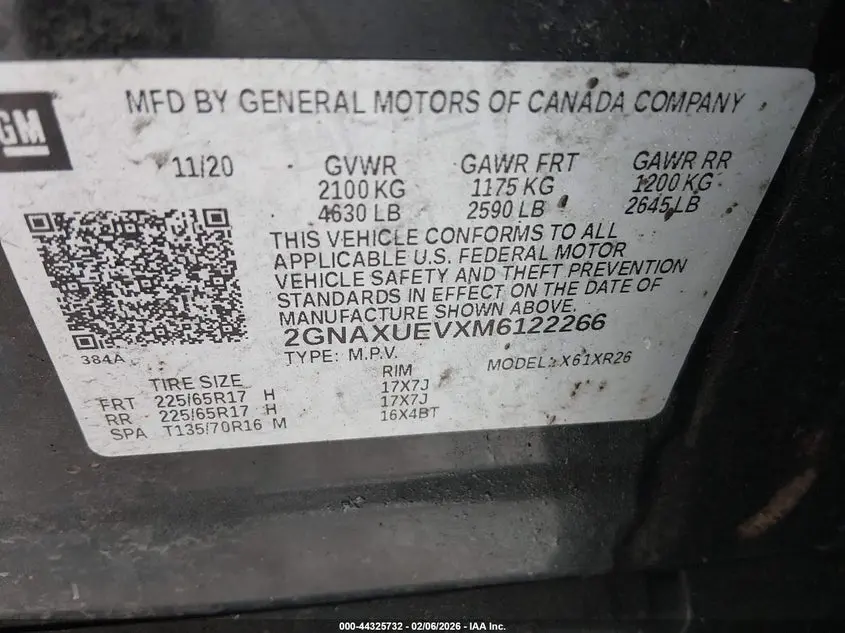 GM
MFD BY GENERAL MOTORS OF CANADA COMPANY
11/20 GVWR GAWR FRT GAWR RR
2100 KG 1175 KG 1200 KG
4630 LB 2590 LB 2645 LB
THIS VEHICLE CONFORMS TO ALL
APPLICABLE U.S. FEDERAL MOTOR
VEHICLE SAFETY AND THEFT PREVENTION
STANDARDS IN EFFECT ON THE DATE OF
MANUFACTURE SHOWN ABOVE.
2GNAXUEVXM6122266
384A
TYPE: M.P.V. MODEL: X61XR26
TIRE SIZE RIM
FRT 225/65R17 H 17X7J
RR 225/65R17 H 17X7J
SPA T135/70R16 M 16X4BT
000-44325732 - 02/06/2026 - IAA Inc.